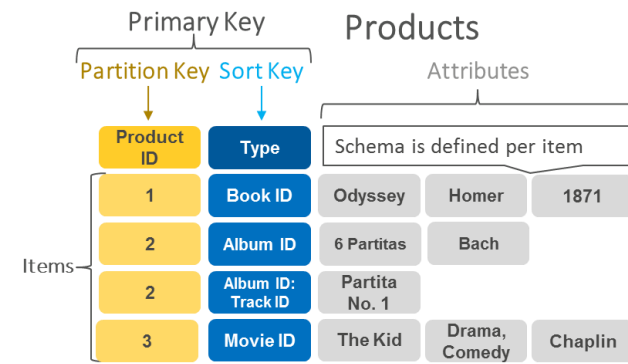 Primary Key
Products
Partition Key
Sort Key
Attributes
Product
ID
Type
Schema is defined per item
1
Book ID
Odyssey
Homer
1871
2
Album ID
6 Partitas
Bach
Items
2
Album ID:
Track ID
Partita
No. 1
3
Movie ID
The Kid
Drama,
Comedy
Chaplin